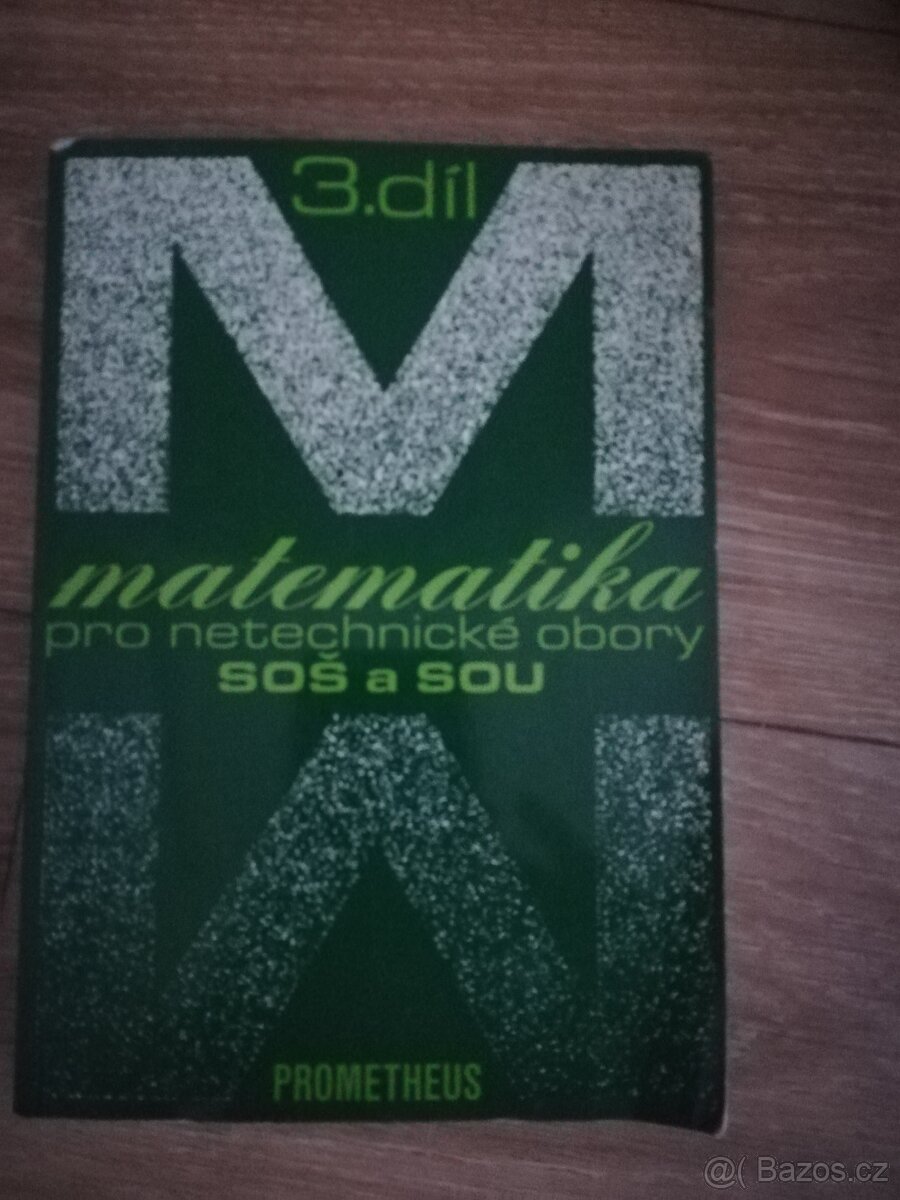 3.díl
M
matematika
pro netechnické obory
SOŠ a SOU
PROMETHEUS
@( Bazos.cz